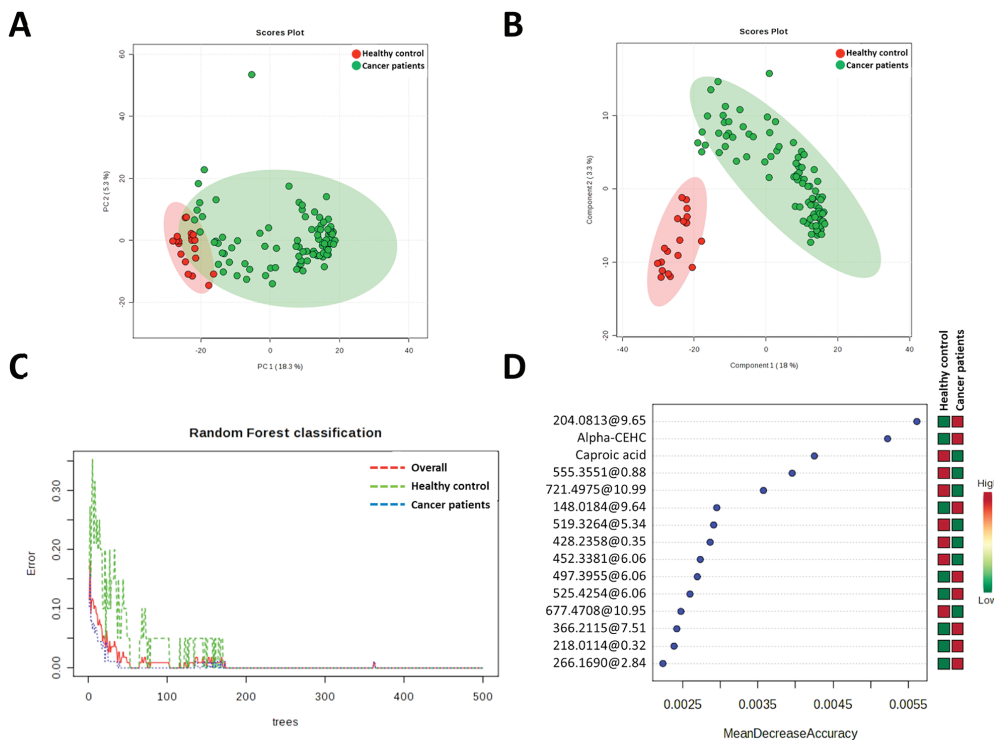 A
Scores Plot
Healthy control
Cancer patients
60
40
20
0
-20
PC 2 ( 5.3 %)
-20
0
20
40
PC 1 ( 18.3 %)
B
Scores Plot
Healthy control
Cancer patients
10
0
-10
-20
Component 2 ( 3.3 %)
-40
-20
0
20
40
Component 1 ( 18 %)
C
Random Forest classification
Overall
Healthy control
Cancer patients
0.30
0.20
0.10
0.00
Error
0
100
200
300
400
500
trees
D
Healthy control
Cancer patients
204.0813@9.65
Alpha-CEHC
Caproic acid
555.3551@0.88
721.4975@10.99
148.0184@9.64
519.3264@5.34
428.2358@0.35
452.3381@6.06
497.3955@6.06
525.4254@6.06
677.4708@10.95
366.2115@7.51
218.0114@0.32
266.1690@2.84
0.0025
0.0035
0.0045
0.0055
MeanDecreaseAccuracy
High
Low